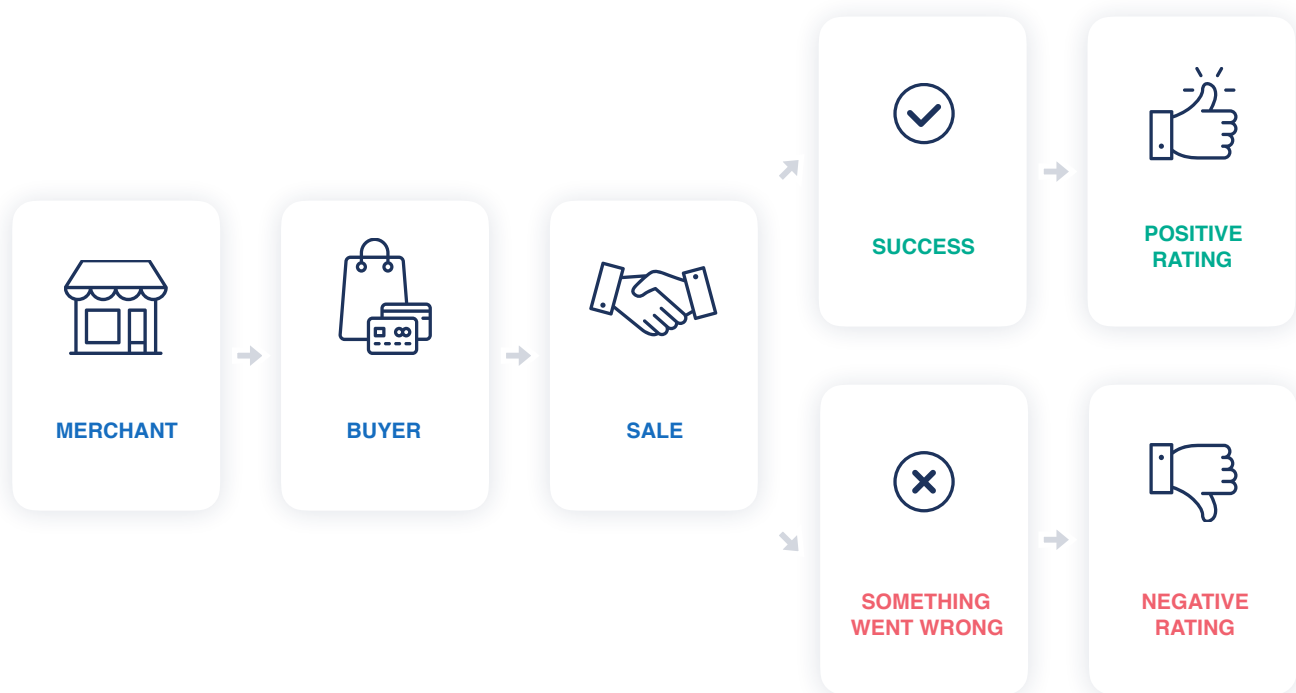 MERCHANT
BUYER
SALE
SUCCESS
POSITIVE
RATING
SOMETHING
WENT WRONG
NEGATIVE
RATING